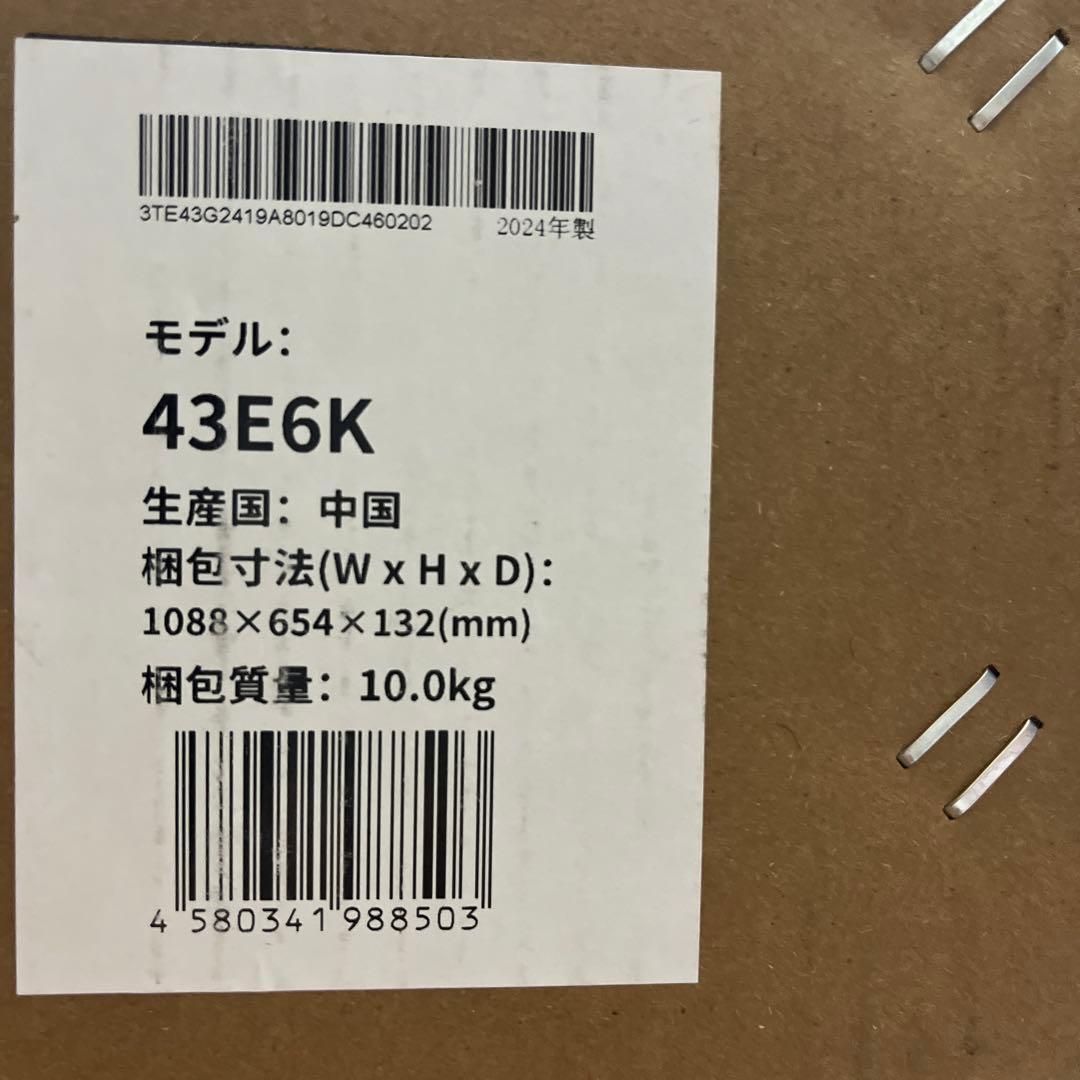 3TE43G2419A8019DC460202 2024年製
モデル：
43E6K
生産国：中国
梱包寸法(W x H x D)：
1088×654×132(mm)
梱包質量：10.0kg
4 580341 988503